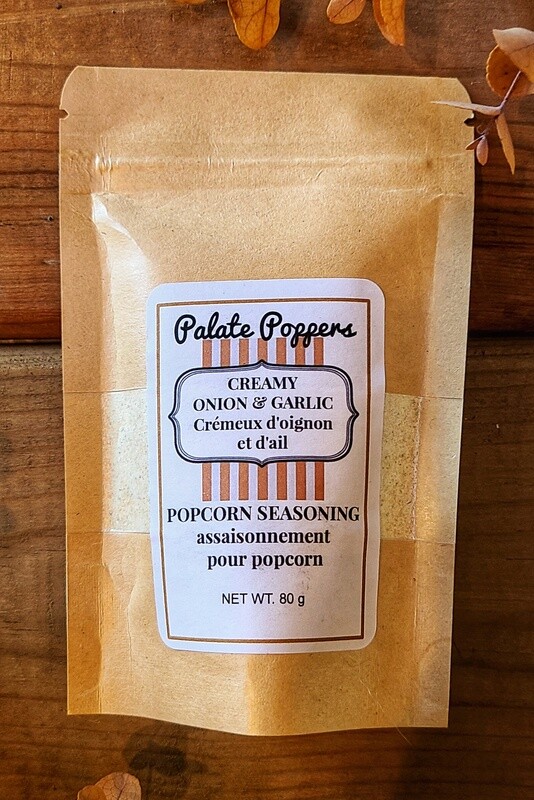 Palate Poppers
CREAMY
ONION & GARLIC
Crémeux d'oignon
et d'ail
POPCORN SEASONING
assaisonnement
pour popcorn
NET WT. 80 g